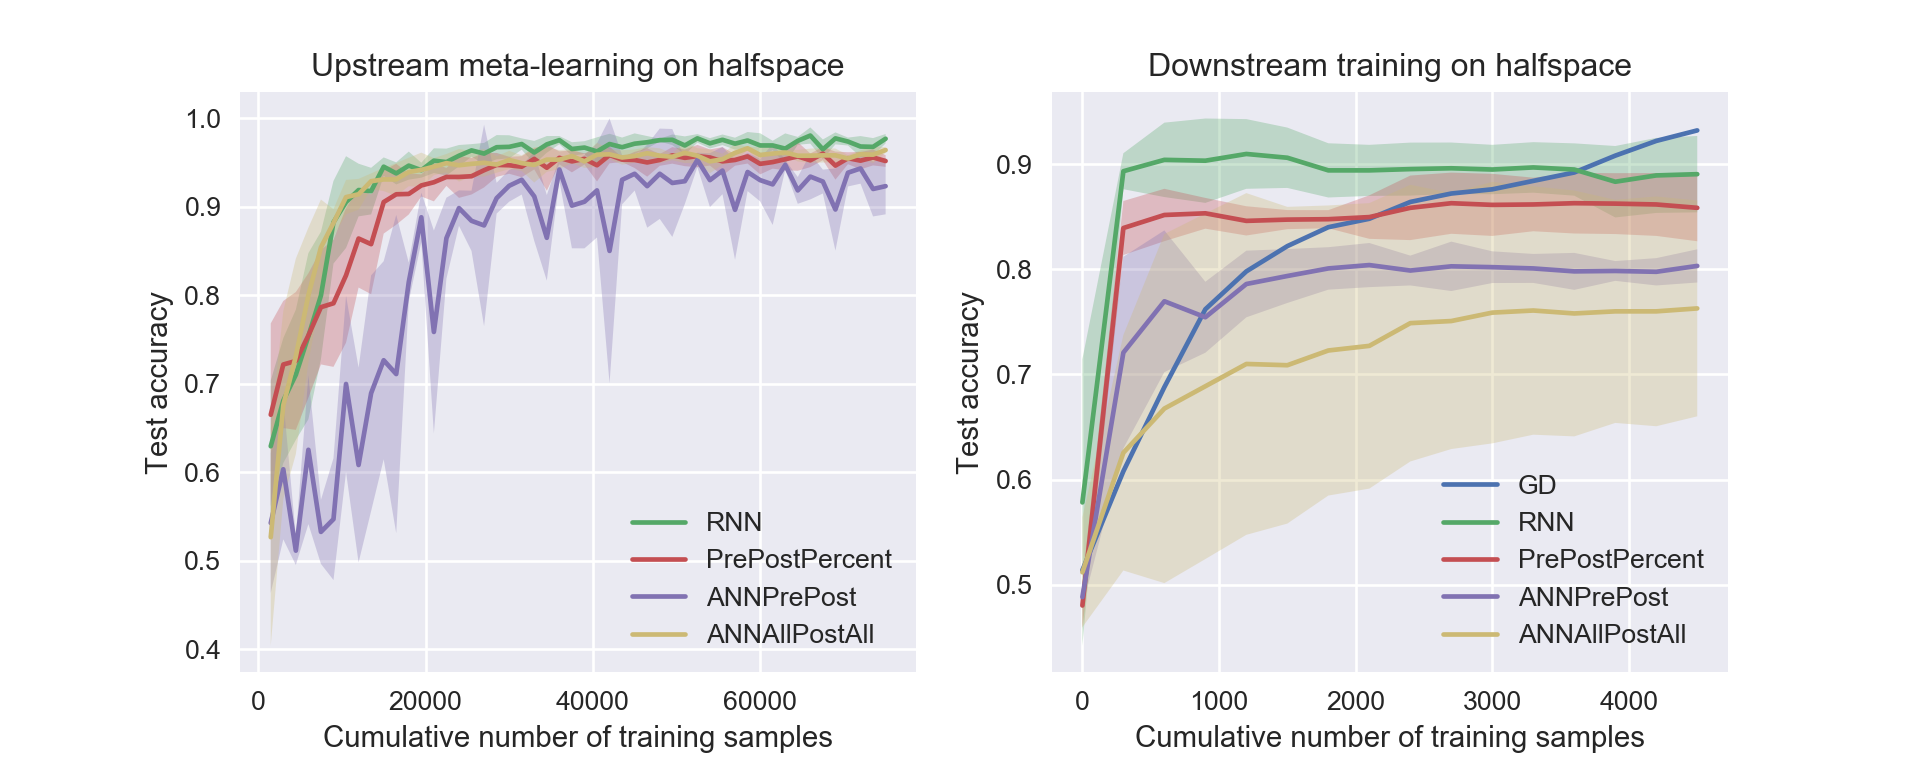 Upstream meta-learning on halfspace
1.0
0.9
0.8
0.7
0.6
0.5
0.4
Test accuracy
RNN
PrePostPercent
ANNPrePost
ANNAllPostAll
0
20000
40000
60000
Cumulative number of training samples
Downstream training on halfspace
0.9
0.8
0.7
0.6
0.5
Test accuracy
GD
RNN
PrePostPercent
ANNPrePost
ANNAllPostAll
0
1000
2000
3000
4000
Cumulative number of training samples